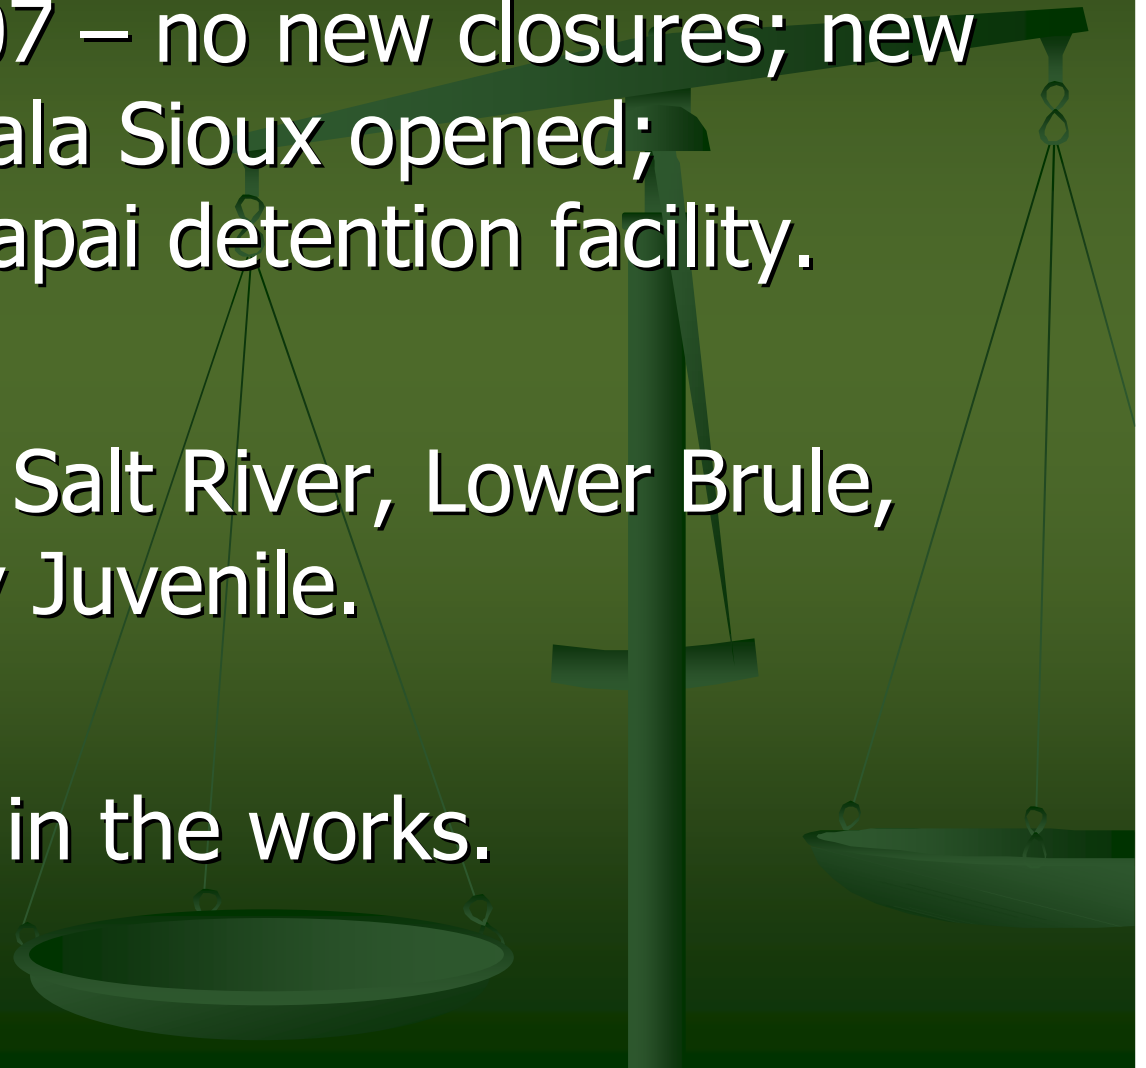 07 – no new closures; new
ala Sioux opened;
apai detention facility.
Salt River, Lower Brule,
y Juvenile.
in the works.